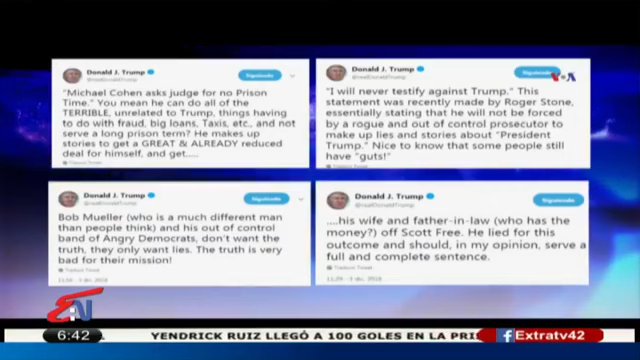 Donald J. Trump
@realDonaldTrump
Siguiendo
"Michael Cohen asks judge for no Prison
Time." You mean he can do all of the
TERRIBLE, unrelated to Trump, things having
to do with fraud, big loans, Taxis, etc., and not
serve a long prison term? He makes up
stories to get a GREAT & ALREADY reduced
deal for himself, and get.....
Traducir Tweet
Donald J. Trump
@realDonaldTrump
Siguiendo
VOA
"I will never testify against Trump." This
statement was recently made by Roger Stone,
essentially stating that he will not be forced
by a rogue and out of control prosecutor
to make up lies and stories about "President
Trump." Nice to know that some people still
have "guts!"
Traducir Tweet
Donald J. Trump
@realDonaldTrump
Siguiendo
Bob Mueller (who is a much different man
than people think) and his out of control
band of Angry Democrats, don't want the
truth, they only want lies. The truth is very
bad for their mission!
Traducir Tweet
Donald J. Trump
@realDonaldTrump
Siguiendo
....his wife and father-in-law (who has the
money?) off Scott Free. He lied for this
outcome and should, in my opinion, serve a
full and complete sentence.
Traducir Tweet
6:42
YENDRICK RUIZ LLEGÓ A 100 GOLES EN LA PRI
Extratv42